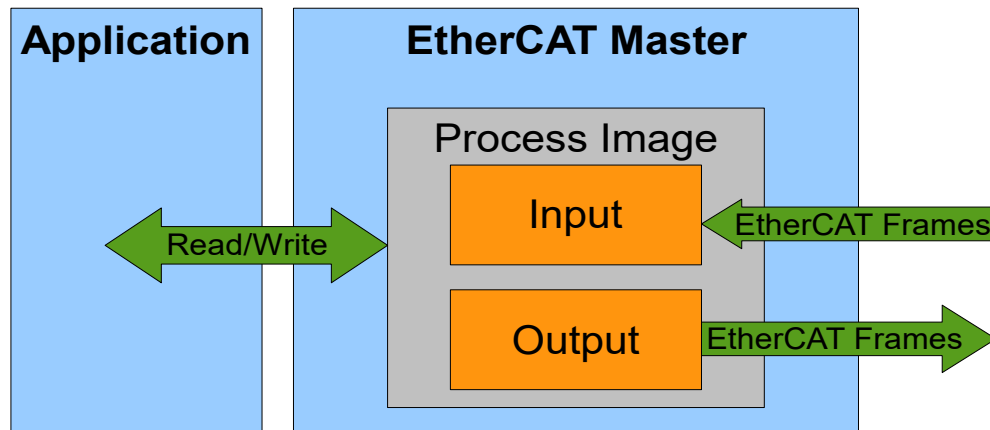 Application
EtherCAT Master
Process Image
Input
EtherCAT Frames
Read/Write
Output
EtherCAT Frames